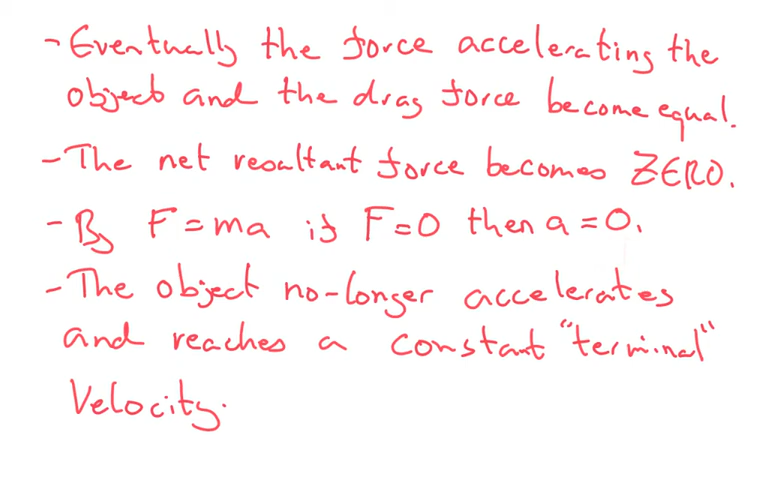 - Eventually the force accelerating the
object and the drag force become equal.
- The net resultant force becomes ZERO.
- By F = ma if F = 0 then a = 0.
- The object no-longer accelerates
and reaches a constant "terminal"
Velocity.